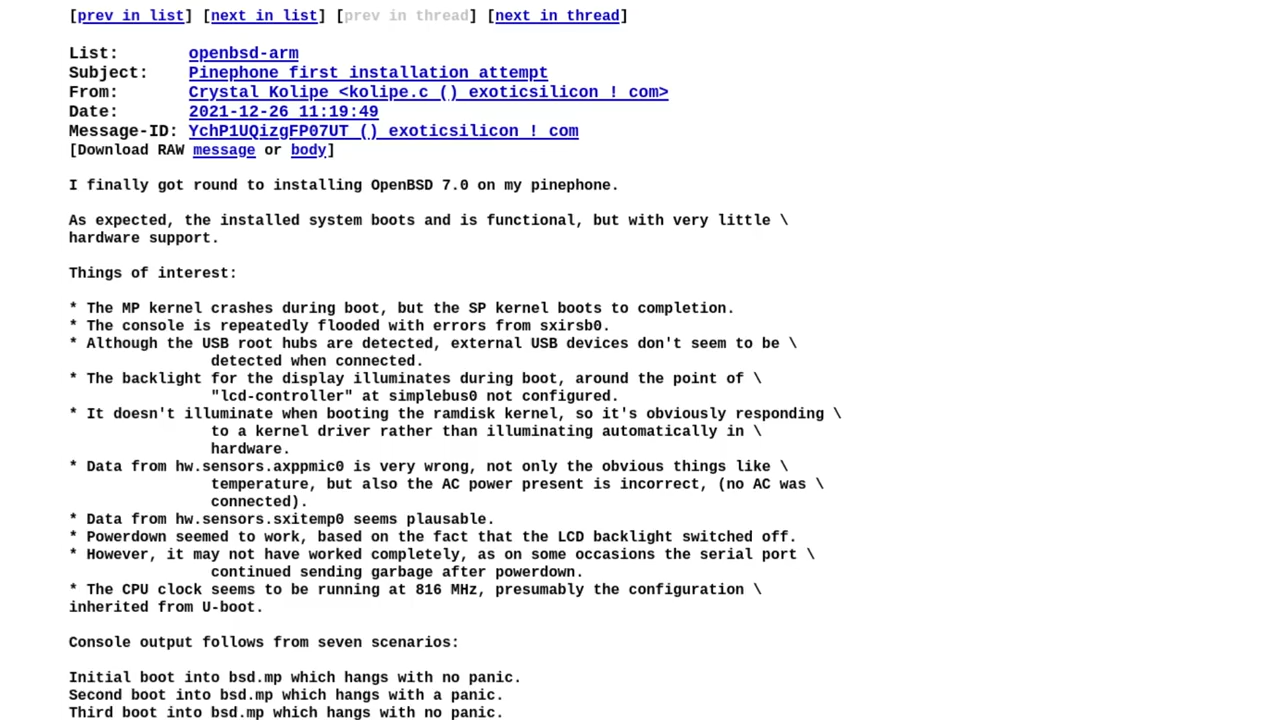 [prev in list] [next in list] [prev in thread] [next in thread]
List: openbsd-arm
Subject: Pinephone first installation attempt
From: Crystal Kolipe <kolipe.c () exoticsilicon ! com>
Date: 2021-12-26 11:19:49
Message-ID: YchP1UQizgFP07UT () exoticsilicon ! com
[Download RAW message or body]
I finally got round to installing OpenBSD 7.0 on my pinephone.
As expected, the installed system boots and is functional, but with very little \
hardware support.
Things of interest:
* The MP kernel crashes during boot, but the SP kernel boots to completion.
* The console is repeatedly flooded with errors from sxirsb0.
* Although the USB root hubs are detected, external USB devices don't seem to be \
detected when connected.
* The backlight for the display illuminates during boot, around the point of \
"lcd-controller" at simplebus0 not configured.
* It doesn't illuminate when booting the ramdisk kernel, so it's obviously responding \
to a kernel driver rather than illuminating automatically in \
hardware.
* Data from hw.sensors.axppmic0 is very wrong, not only the obvious things like \
temperature, but also the AC power present is incorrect, (no AC was \
connected).
* Data from hw.sensors.sxitemp0 seems plausable.
* Powerdown seemed to work, based on the fact that the LCD backlight switched off.
* However, it may not have worked completely, as on some occasions the serial port \
continued sending garbage after powerdown.
* The CPU clock seems to be running at 816 MHz, presumably the configuration \
inherited from U-boot.
Console output follows from seven scenarios:
Initial boot into bsd.mp which hangs with no panic.
Second boot into bsd.mp which hangs with a panic.
Third boot into bsd.mp which hangs with no panic.